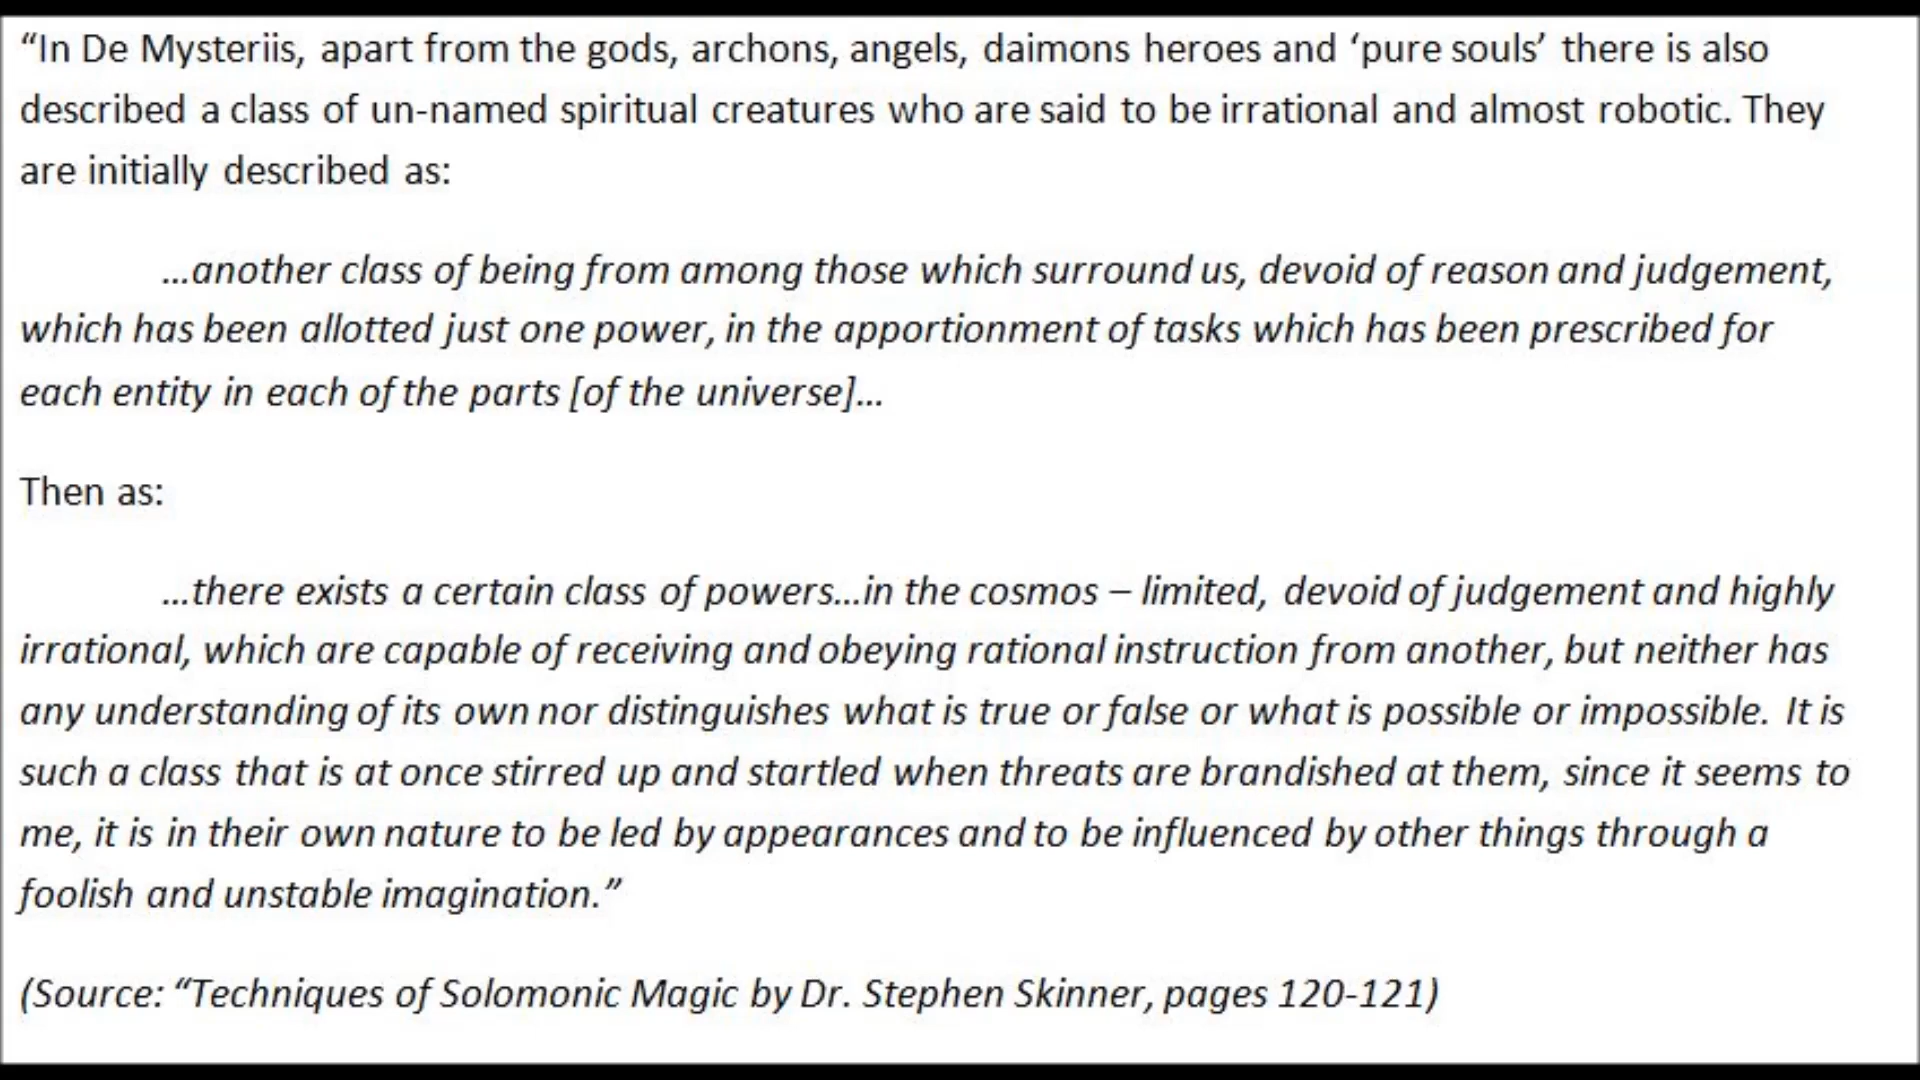 “In De Mysteriis, apart from the gods, archons, angels, daimons heroes and ‘pure souls’ there is also
described a class of un-named spiritual creatures who are said to be irrational and almost robotic. They
are initially described as:
…another class of being from among those which surround us, devoid of reason and judgement,
which has been allotted just one power, in the apportionment of tasks which has been prescribed for
each entity in each of the parts [of the universe]…
Then as:
…there exists a certain class of powers…in the cosmos – limited, devoid of judgement and highly
irrational, which are capable of receiving and obeying rational instruction from another, but neither has
any understanding of its own nor distinguishes what is true or false or what is possible or impossible. It is
such a class that is at once stirred up and startled when threats are brandished at them, since it seems to
me, it is in their own nature to be led by appearances and to be influenced by other things through a
foolish and unstable imagination.”
(Source: “Techniques of Solomonic Magic by Dr. Stephen Skinner, pages 120-121)